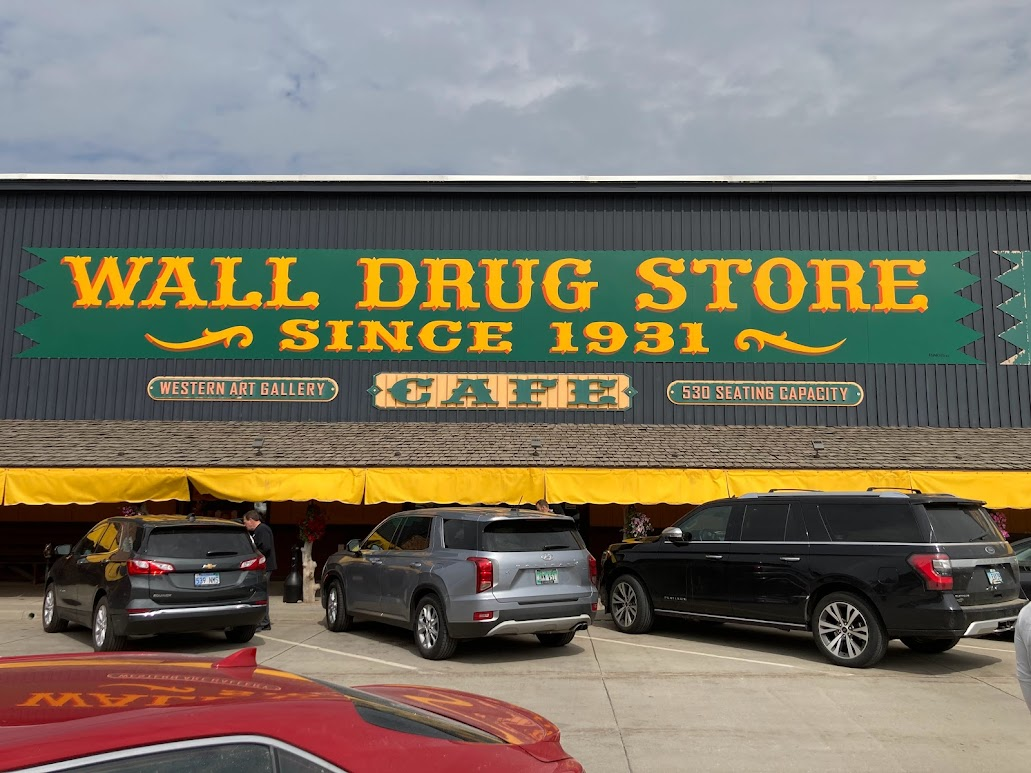 WALL DRUG STORE
SINCE 1931
WESTERN ART GALLERY
CAFE
530 SEATING CAPACITY